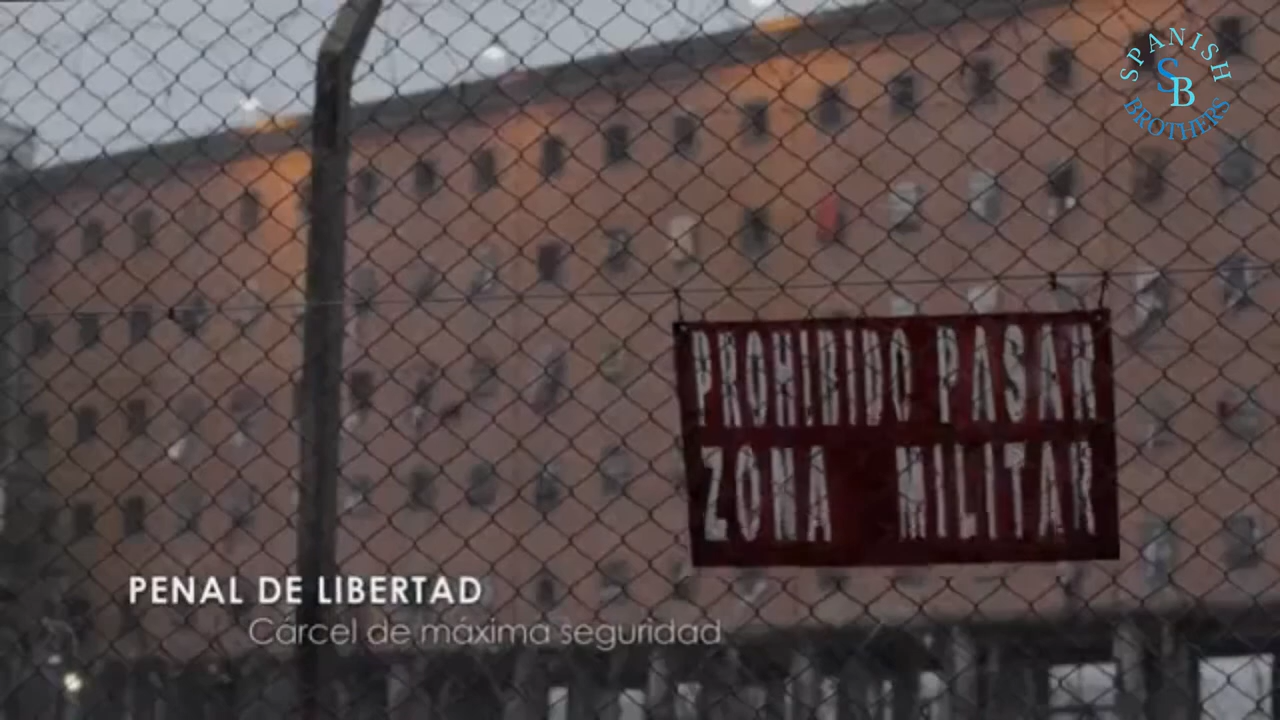 SPANISH
SB
BROTHERS
PROHIBIDO PASAR
ZONA MILITAR
PENAL DE LIBERTAD
Cárcel de máxima seguridad